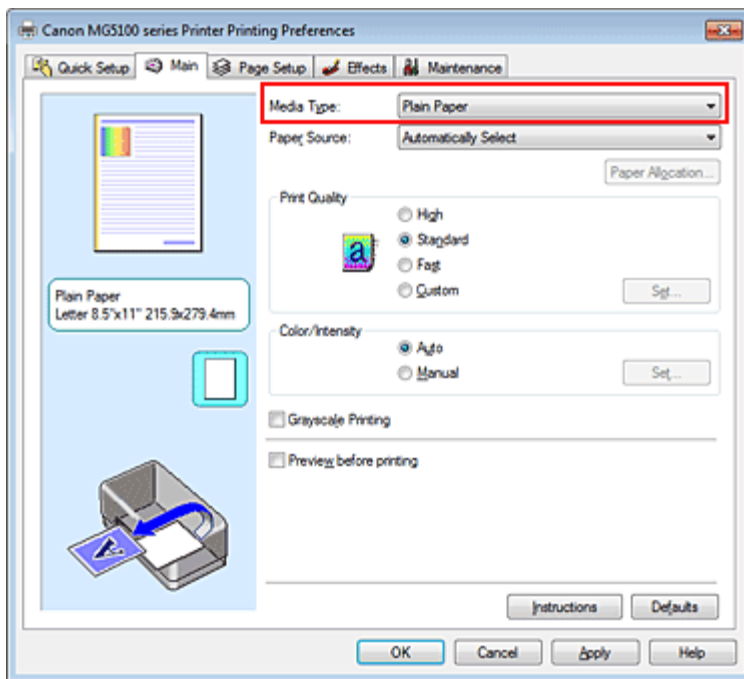 Canon MG5100 series Printer Printing Preferences
Quick Setup Main Page Setup Effects Maintenance
Media Type: Plain Paper
Paper Source: Automatically Select
Paper Allocation...
Print Quality
High
a Standard
Fast
Custom Set...
Plain Paper
Letter 8.5"x11" 215.9x279.4mm
Color/Intensity
Auto
Manual Set...
Grayscale Printing
Preview before printing
Instructions Defaults
OK Cancel Apply Help